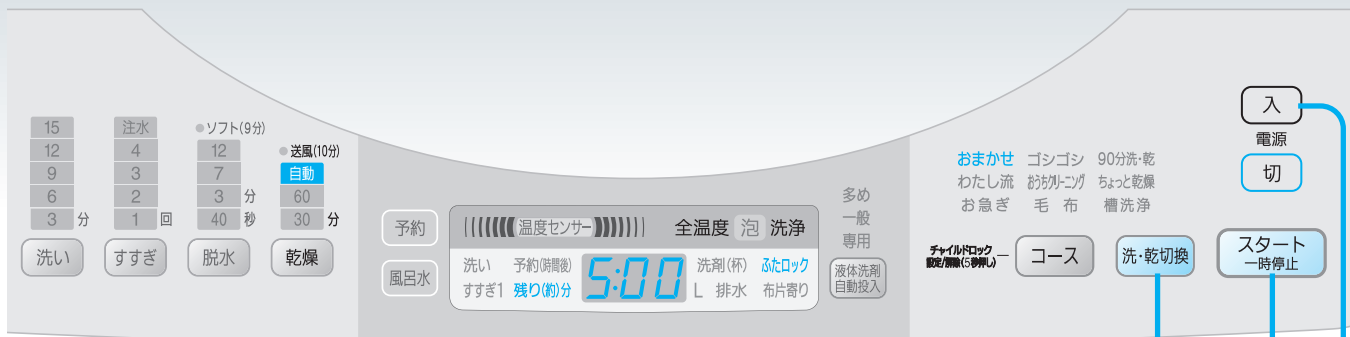 15
12
9
6
3 分
洗い
注水
4
3
2
1 回
すすぎ
ソフト(9分)
12
7
3 分
40 秒
脱水
送風(10分)
自動
60
30 分
乾燥
予約
風呂水
温度センサー
全温度 泡 洗浄
洗い 予約(時間後) 洗剤(杯) ふたロック
すすぎ1 残り(約)分 5:00 L 排水 布片寄り
多め
一般
専用
液体洗剤
自動投入
おまかせ ゴシゴシ 90分洗・乾
わたし流 おうちクリーニング ちょっと乾燥
お急ぎ 毛布 槽洗浄
チャイルドロック
設定/解除(5秒押し)
コース
洗・乾切換
入
電源
切
スタート
一時停止